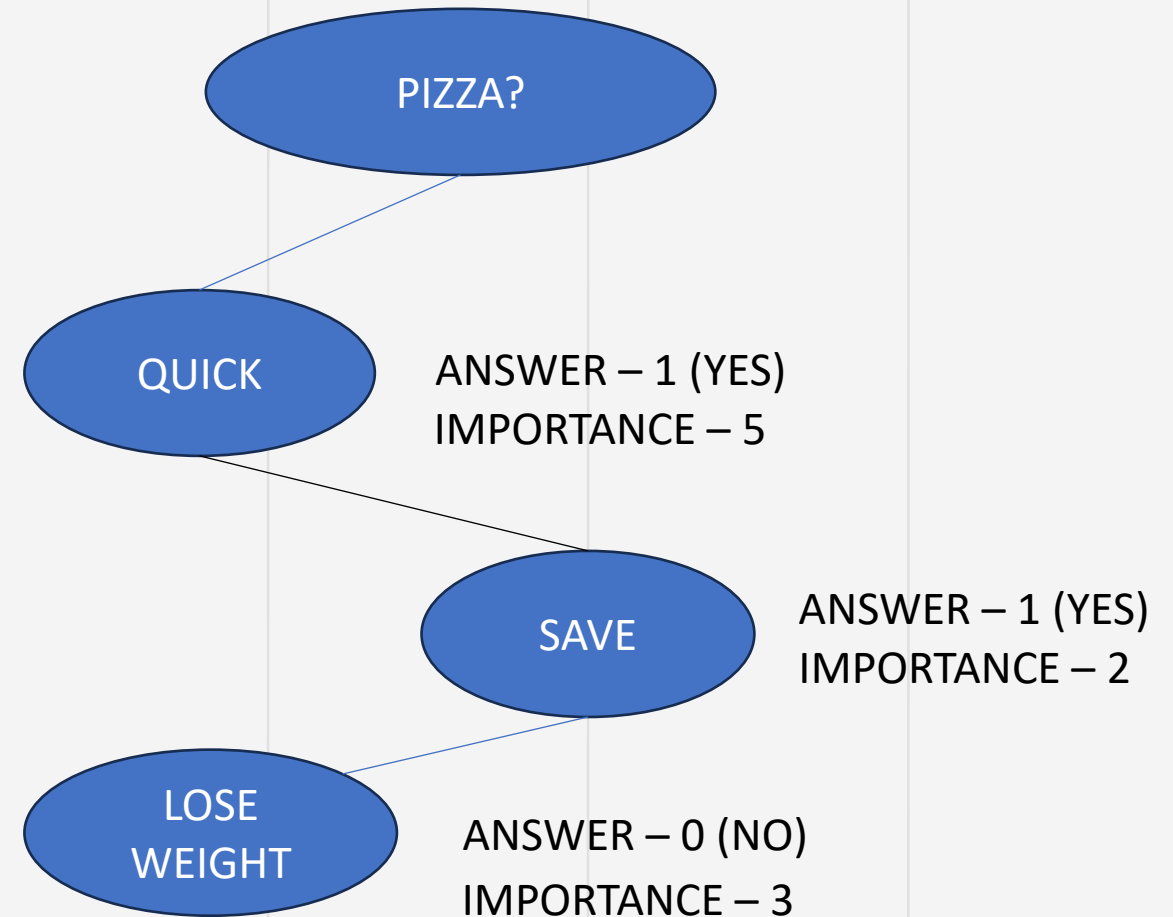 PIZZA?
QUICK
ANSWER – 1 (YES)
IMPORTANCE – 5
SAVE
ANSWER – 1 (YES)
IMPORTANCE – 2
LOSE
WEIGHT
ANSWER – 0 (NO)
IMPORTANCE – 3